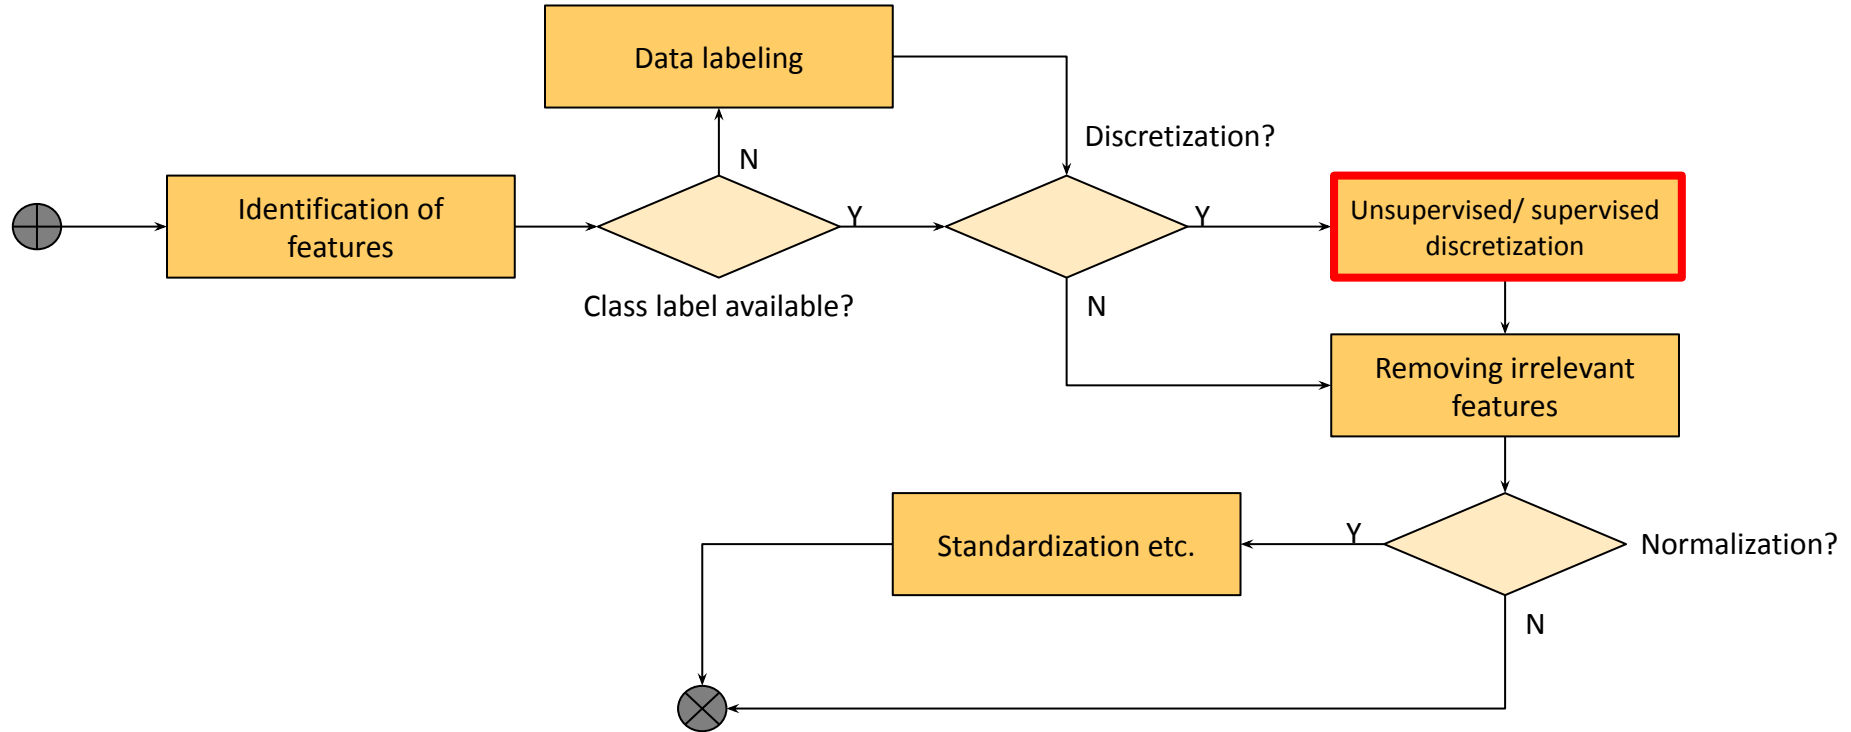 Data labeling
Discretization?
N
Identification of
features
Y
Y
Unsupervised/ supervised
discretization
Class label available?
N
Removing irrelevant
features
Standardization etc.
Y
Normalization?
N